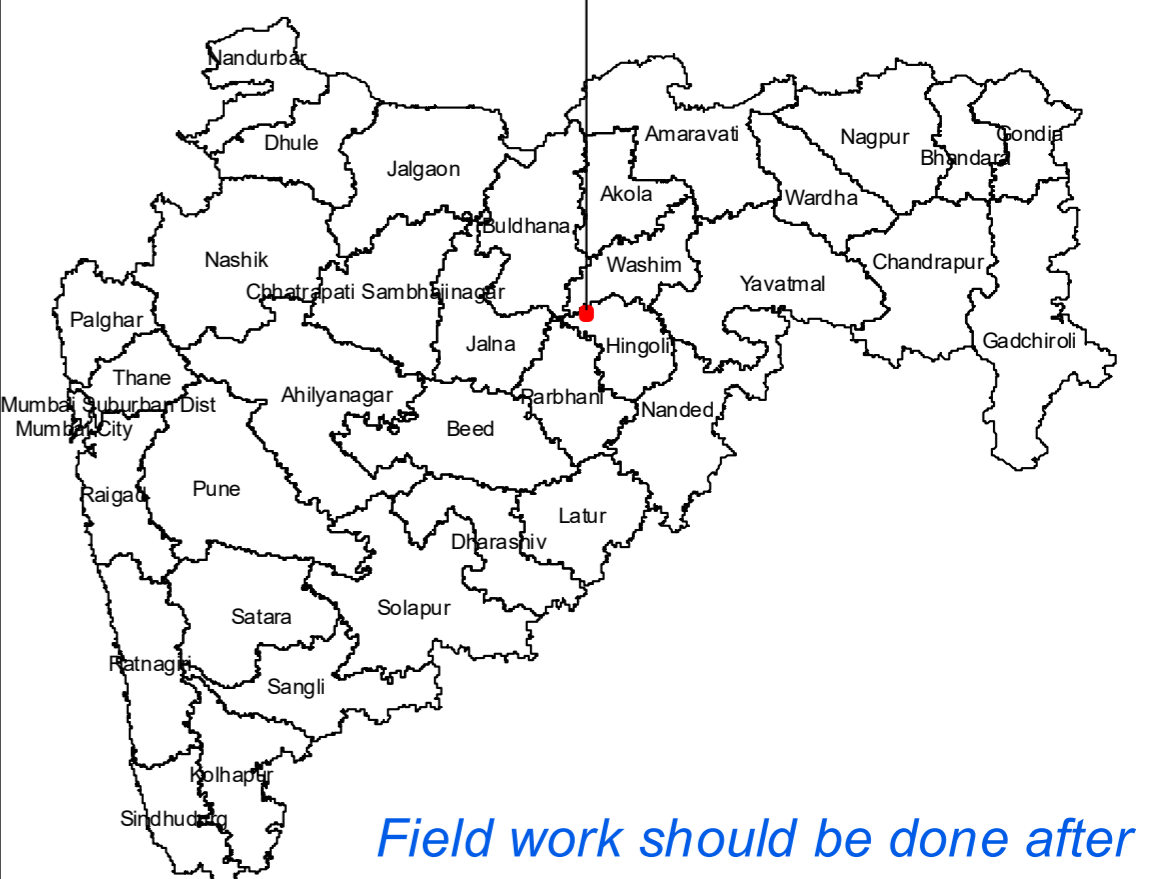 Nandurbar
Dhule
Jalgaon
Amaravati
Nagpur
Gondia
Bhandara
Akola
Wardha
Buldhana
Nashik
Washim
Chandrapur
Yavatmal
Chhatrapati Sambhajinagar
Palghar
Jalna
Hingoli
Gadchiroli
Thane
Ahilyanagar
Parbhani
Mumbai Suburban Dist
Nanded
Mumbai City
Beed
Raigad
Pune
Latur
Dharashiv
Satara
Solapur
Ratnagiri
Sangli
Kolhapur
Sindhudurg
Field work should be done after